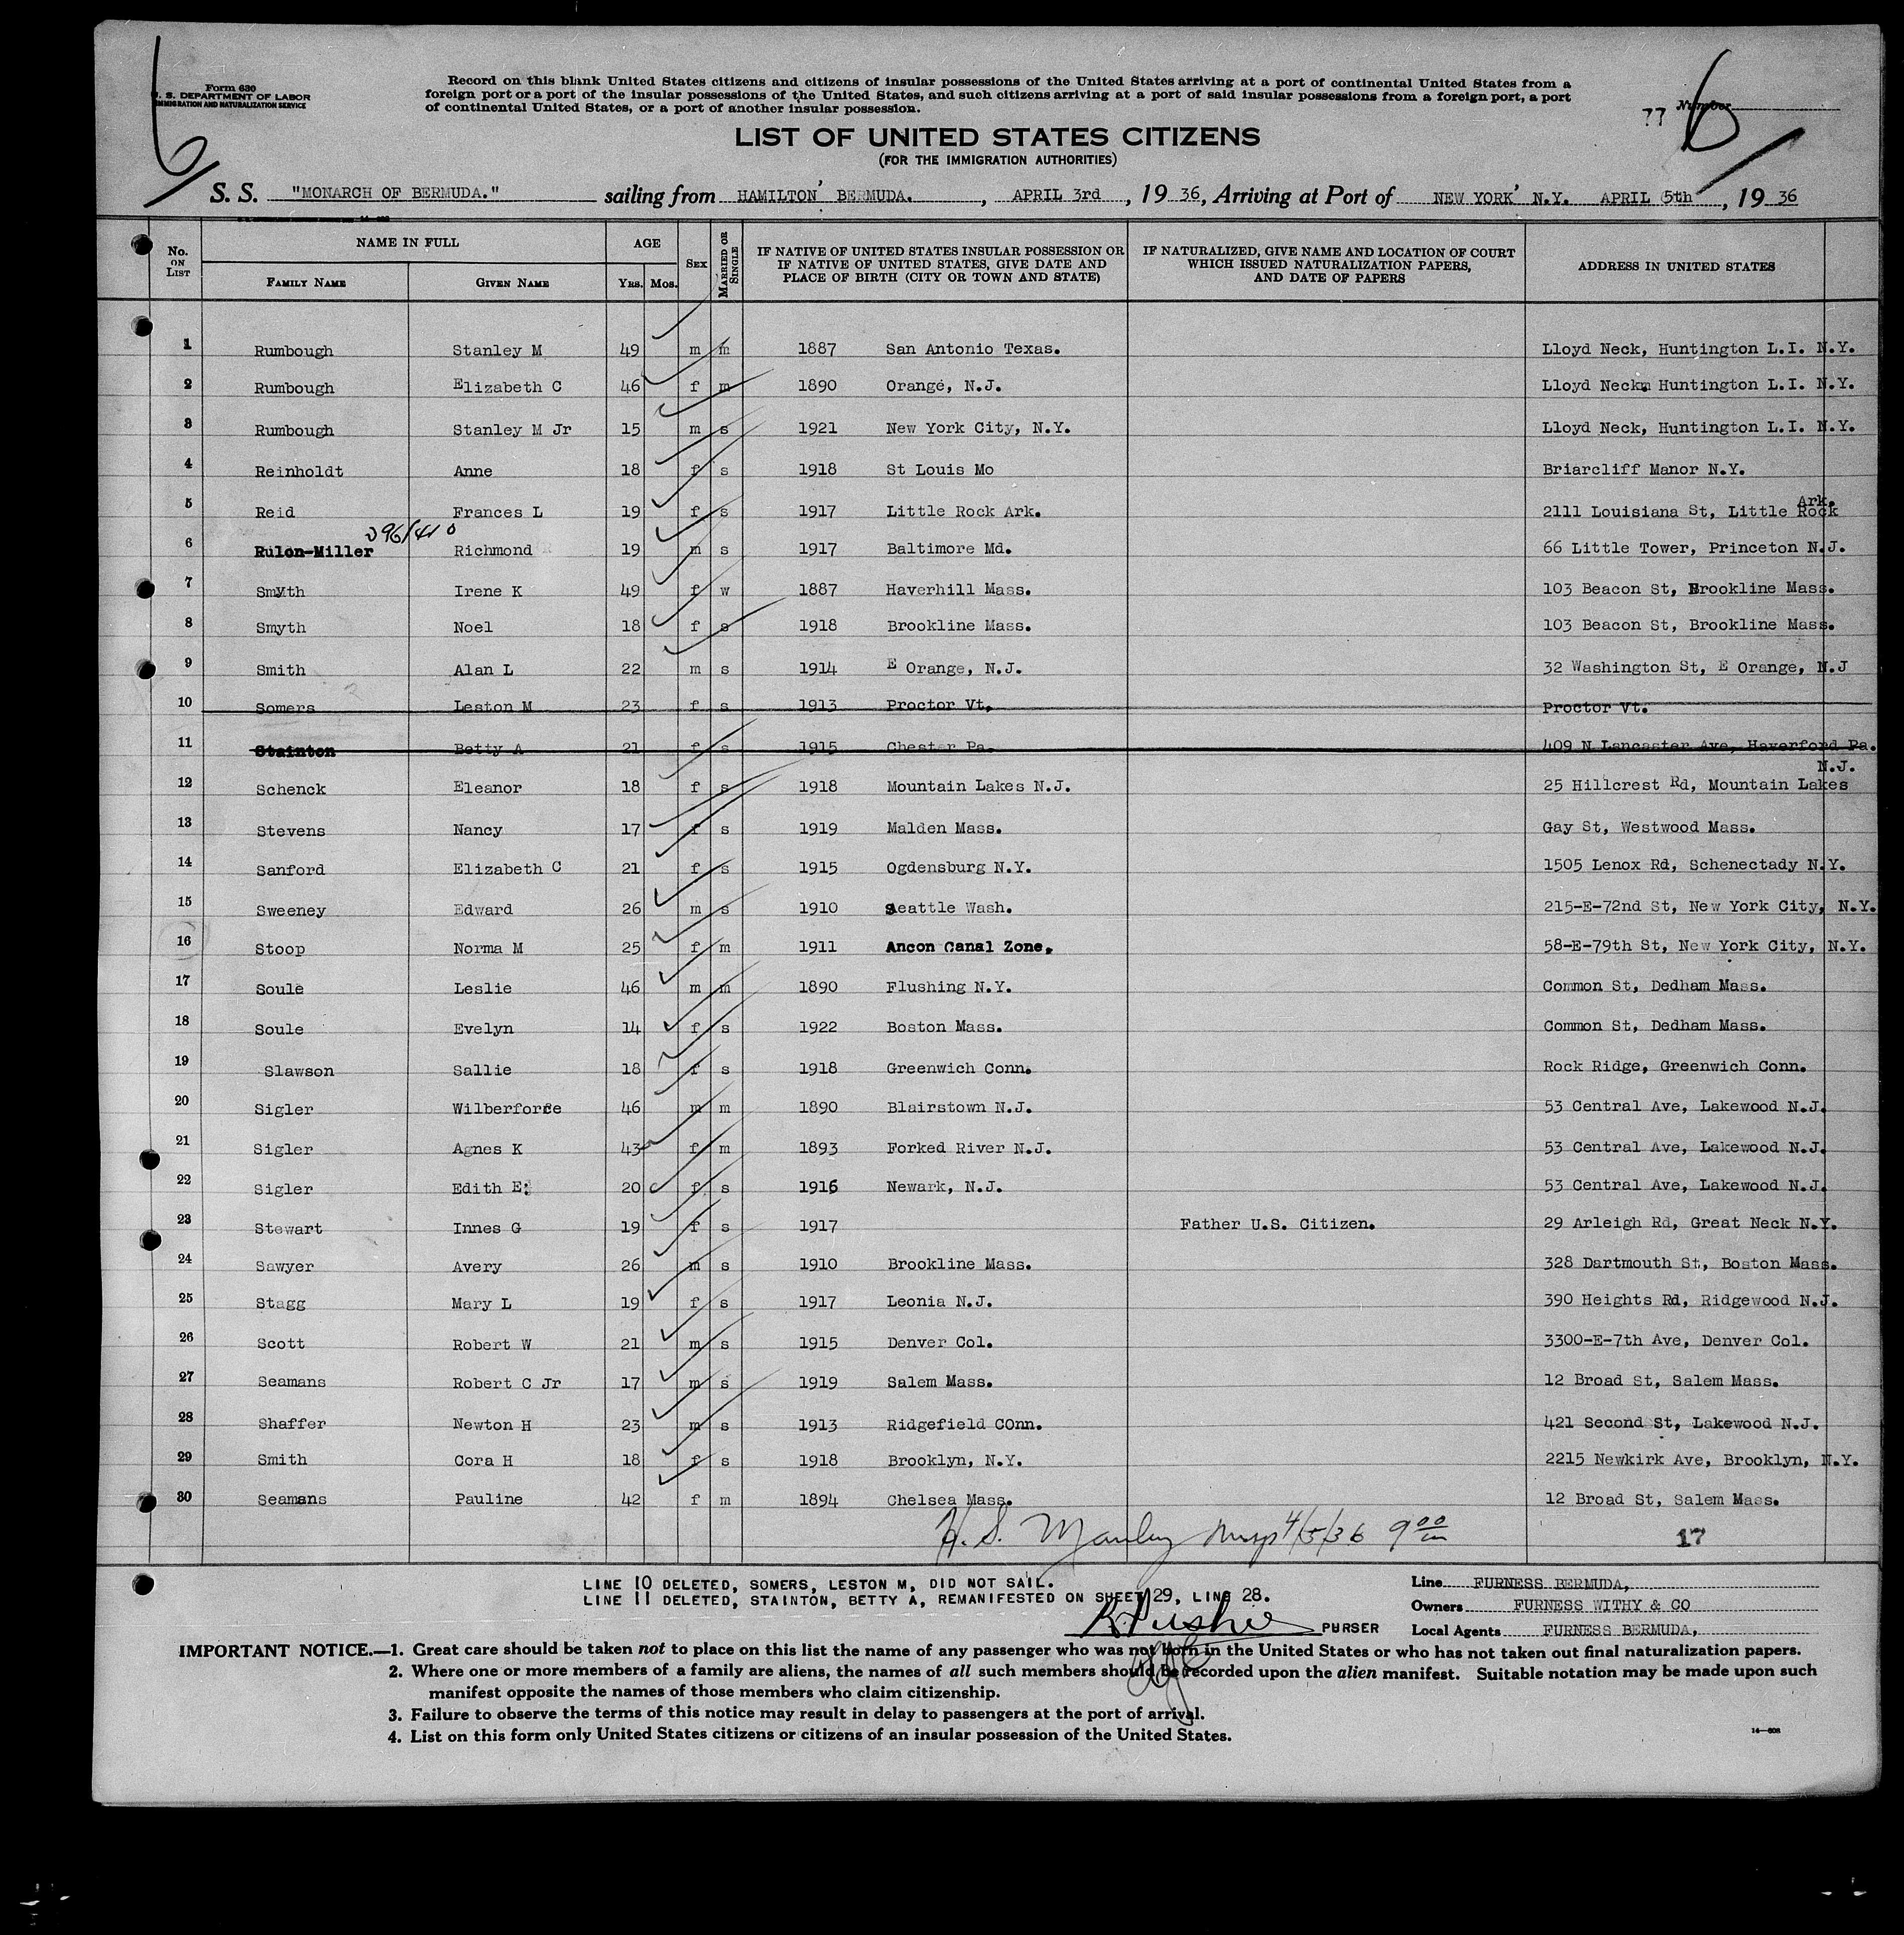 Form 630
U. S. DEPARTMENT OF LABOR
IMMIGRATION AND NATURALIZATION SERVICE
Record on this blank United States citizens and citizens of insular possessions of the United States arriving at a port of continental United States from a
foreign port or a port of the insular possessions of the United States, and such citizens arriving at a port of said insular possessions from a foreign port, a port
of continental United States, or a port of another insular possession.
77 Number
6
6
LIST OF UNITED STATES CITIZENS
(FOR THE IMMIGRATION AUTHORITIES)
S. S. "MONARCH OF BERMUDA." sailing from HAMILTON' BERMUDA. , APRIL 3rd , 19 36, Arriving at Port of NEW YORK' N.Y. APRIL 5th , 19 36
No. ON LIST NAME IN FULL FAMILY NAME GIVEN NAME AGE YRS. MOS. SEX MARRIED OR SINGLE IF NATIVE OF UNITED STATES INSULAR POSSESSION OR IF NATIVE OF UNITED STATES, GIVE DATE AND PLACE OF BIRTH (CITY OR TOWN AND STATE) IF NATURALIZED, GIVE NAME AND LOCATION OF COURT WHICH ISSUED NATURALIZATION PAPERS, AND DATE OF PAPERS ADDRESS IN UNITED STATES
1 Rumbough Stanley M 49 m m 1887 San Antonio Texas. Lloyd Neck, Huntington L.I. N.Y.
2 Rumbough Elizabeth C 46 f m 1890 Orange, N.J. Lloyd Neck Huntington L.I. N.Y.
3 Rumbough Stanley M Jr 15 m s 1921 New York City, N.Y. Lloyd Neck, Huntington L.I. N.Y.
4 Reinholdt Anne 18 f s 1918 St Louis Mo Briarcliff Manor N.Y.
5 Reid Frances L 19 f s 1917 Little Rock Ark. 2111 Louisiana St, Little Rock Ark.
396/410
6 Rulon-Miller Richmond 19 m s 1917 Baltimore Md. 66 Little Tower, Princeton N.J.
7 Smyth Irene K 49 f w 1887 Haverhill Mass. 103 Beacon St, Brookline Mass.
8 Smyth Noel 18 f s 1918 Brookline Mass. 103 Beacon St, Brookline Mass.
9 Smith Alan L 22 m s 1914 E Orange, N.J. 32 Washington St, E Orange, N.J
10 Somers Leston M 23 f s 1913 Proctor Vt. Proctor Vt.
11 Stainton Betty A 21 f s 1915 Chester Pa. 409 N Lancaster Ave, Haverford Pa.
12 Schenck Eleanor 18 f s 1918 Mountain Lakes N.J. 25 Hillcrest Rd, Mountain Lakes N.J.
13 Stevens Nancy 17 f s 1919 Malden Mass. Gay St, Westwood Mass.
14 Sanford Elizabeth C 21 f s 1915 Ogdensburg N.Y. 1505 Lenox Rd, Schenectady N.Y.
15 Sweeney Edward 26 m s 1910 Seattle Wash. 215-E-72nd St, New York City, N.Y.
16 Stoop Norma M 25 f m 1911 Ancon Canal Zone. 58-E-79th St, New York City, N.Y.
17 Soule Leslie 46 m m 1890 Flushing N.Y. Common St, Dedham Mass.
18 Soule Evelyn 14 f s 1922 Boston Mass. Common St, Dedham Mass.
19 Slawson Sallie 18 f s 1918 Greenwich Conn. Rock Ridge, Greenwich Conn.
20 Sigler Wilberforce 46 m m 1890 Blairstown N.J. 53 Central Ave, Lakewood N.J.
21 Sigler Agnes K 43 f m 1893 Forked River N.J. 53 Central Ave, Lakewood N.J.
22 Sigler Edith E 20 f s 1916 Newark, N.J. 53 Central Ave, Lakewood N.J.
23 Stewart Innes G 19 f s 1917 Father U.S. Citizen. 29 Arleigh Rd, Great Neck N.Y.
24 Sawyer Avery 26 m s 1910 Brookline Mass. 328 Dartmouth St, Boston Mass.
25 Stagg Mary L 19 f s 1917 Leonia N.J. 390 Heights Rd, Ridgewood N.J.
26 Scott Robert W 21 m s 1915 Denver Col. 3300-E-7th Ave, Denver Col.
27 Seamans Robert C Jr 17 m s 1919 Salem Mass. 12 Broad St, Salem Mass.
28 Shaffer Newton H 23 m s 1913 Ridgefield COnn. 421 Second St, Lakewood N.J.
29 Smith Cora H 18 f s 1918 Brooklyn, N.Y. 2215 Newkirk Ave, Brooklyn, N.Y.
30 Seamans Pauline 42 f m 1894 Chelsea Mass. 12 Broad St, Salem Mass.
H. S. Manley 4/5/36 9 00
17
LINE 10 DELETED, SOMERS, LESTON M, DID NOT SAIL.
LINE 11 DELETED, STAINTON, BETTY A, REMANIFESTED ON SHEET 29, LINE 28.
PURSER
Line FURNESS BERMUDA,
Owners FURNESS WITHY & CO
Local Agents FURNESS BERMUDA,
IMPORTANT NOTICE.—1. Great care should be taken not to place on this list the name of any passenger who was not born in the United States or who has not taken out final naturalization papers.
2. Where one or more members of a family are aliens, the names of all such members should be recorded upon the alien manifest. Suitable notation may be made upon such
manifest opposite the names of those members who claim citizenship.
3. Failure to observe the terms of this notice may result in delay to passengers at the port of arrival.
4. List on this form only United States citizens or citizens of an insular possession of the United States.
14—608